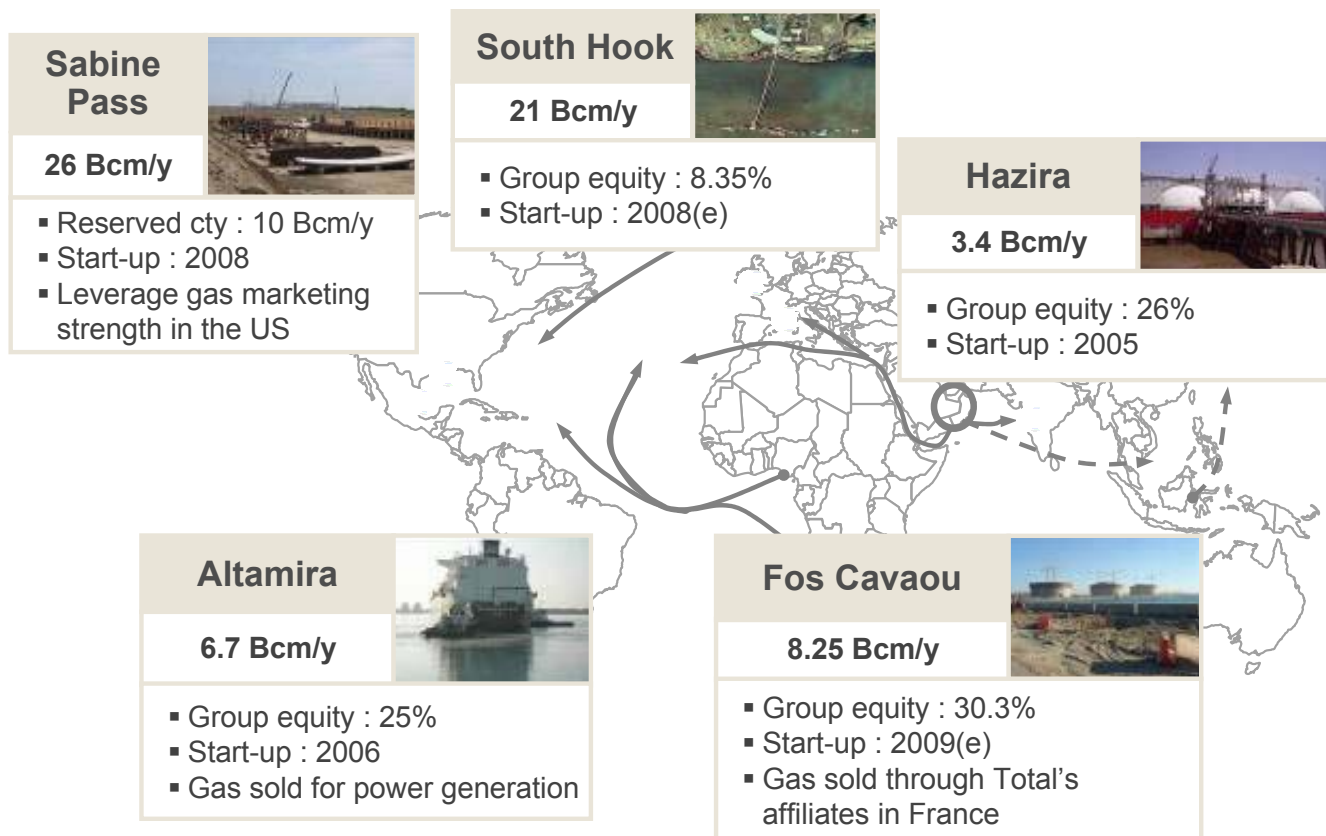 Sabine
Pass
26 Bcm/y
▪ Reserved cty : 10 Bcm/y
▪ Start-up : 2008
▪ Leverage gas marketing
strength in the US
South Hook
21 Bcm/y
▪ Group equity : 8.35%
▪ Start-up : 2008(e)
Hazira
3.4 Bcm/y
▪ Group equity : 26%
▪ Start-up : 2005
Altamira
6.7 Bcm/y
▪ Group equity : 25%
▪ Start-up : 2006
▪ Gas sold for power generation
Fos Cavaou
8.25 Bcm/y
▪ Group equity : 30.3%
▪ Start-up : 2009(e)
▪ Gas sold through Total's
affiliates in France